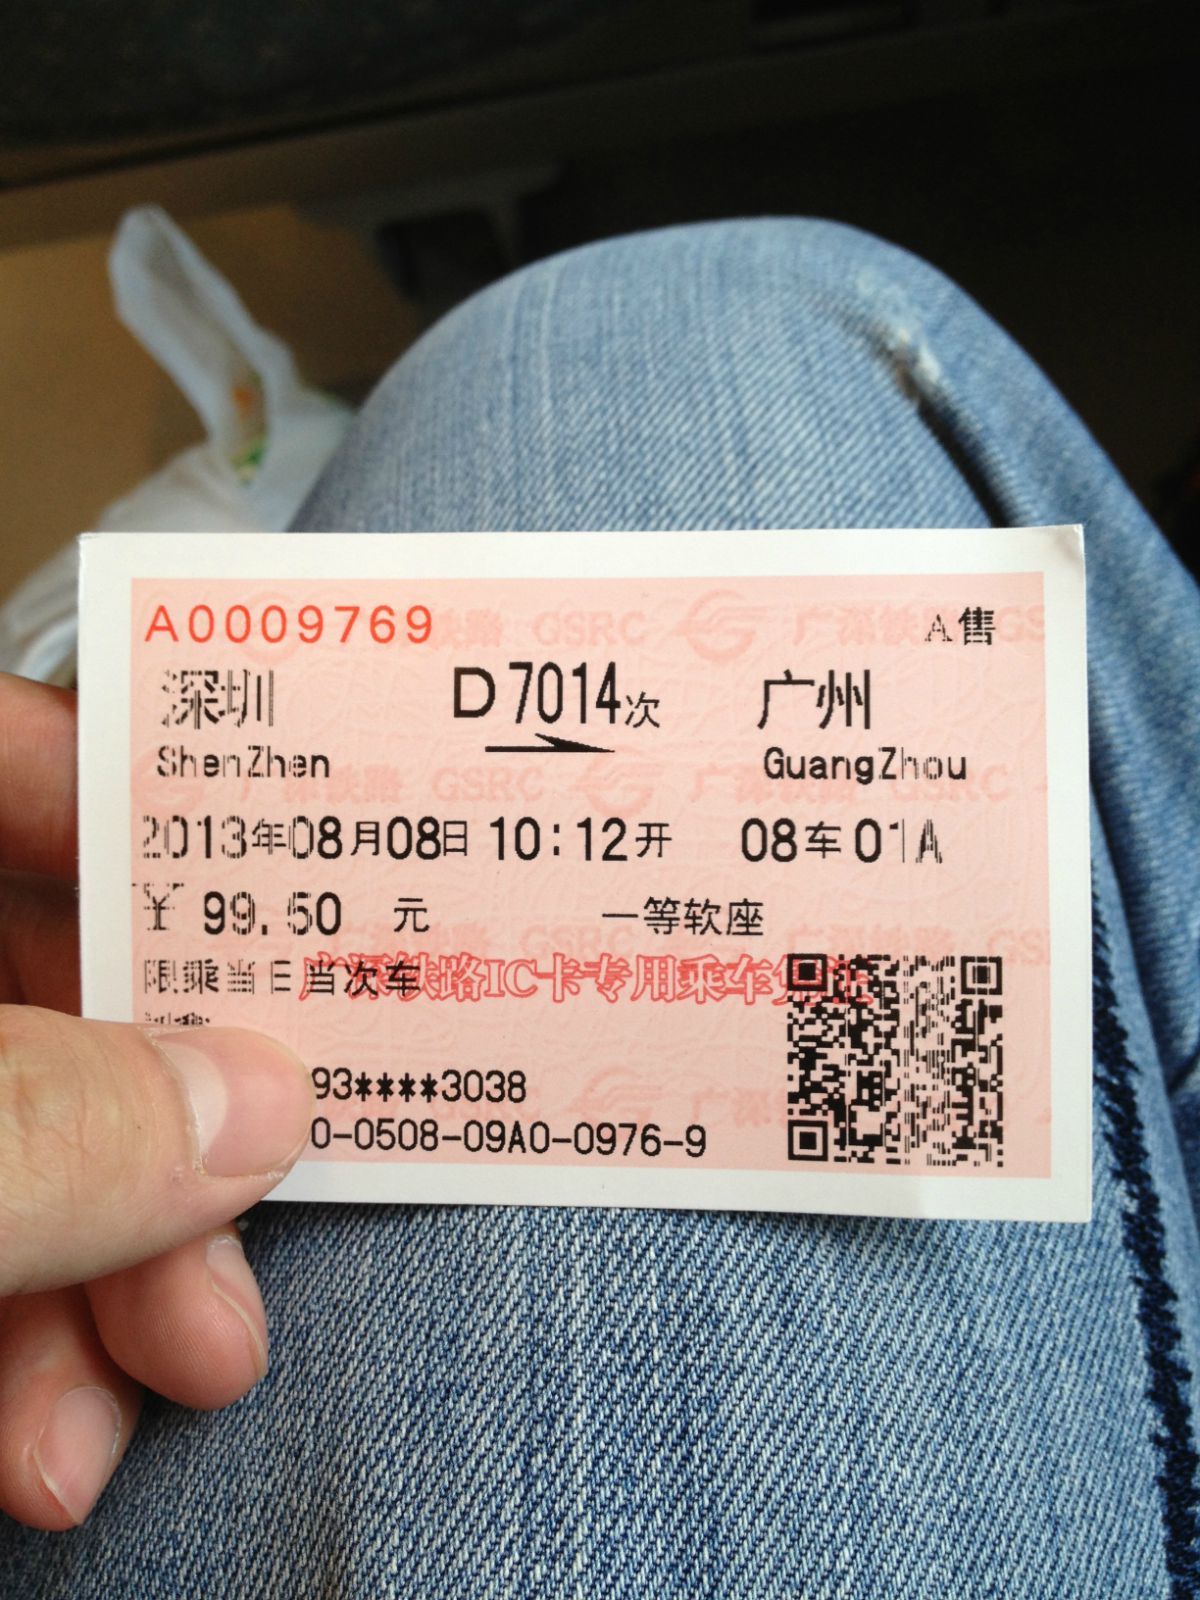 A0009769
A售
深圳 D7014次 广州
ShenZhen GuangZhou
2013年08月08日 10:12开 08车01A
¥ 99.50 元 一等软座
限乘当日当次车
广深铁路IC卡专用乘车凭证
93****3038
0-0508-09A0-0976-9